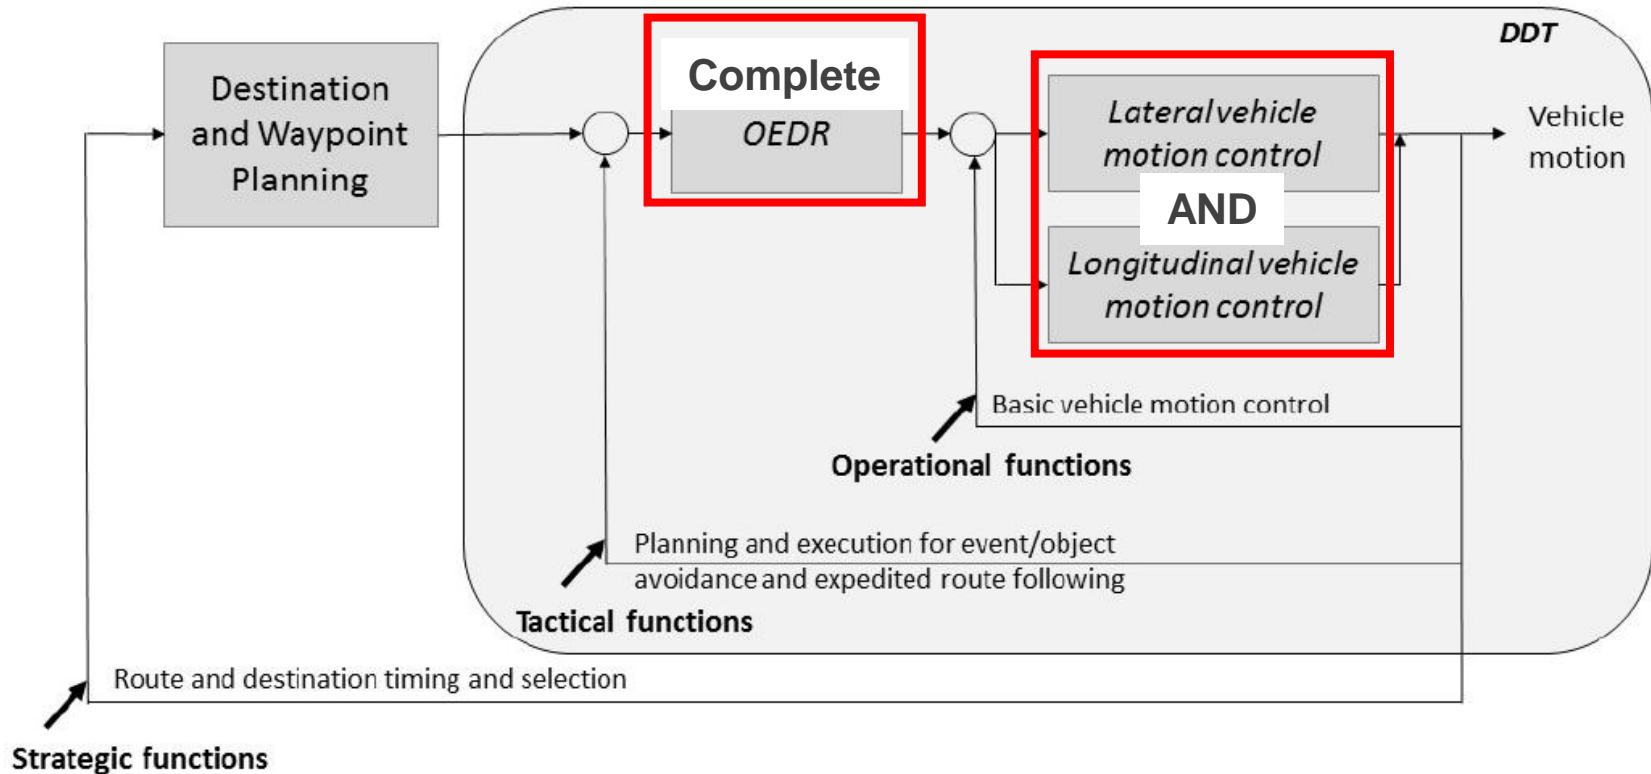 DDT
Destination
and Waypoint
Planning
Complete
OEDR
Lateral vehicle
motion control
AND
Longitudinal vehicle
motion control
Vehicle
motion
Basic vehicle motion control
Operational functions
Planning and execution for event/object
avoidance and expedited route following
Tactical functions
Route and destination timing and selection
Strategic functions